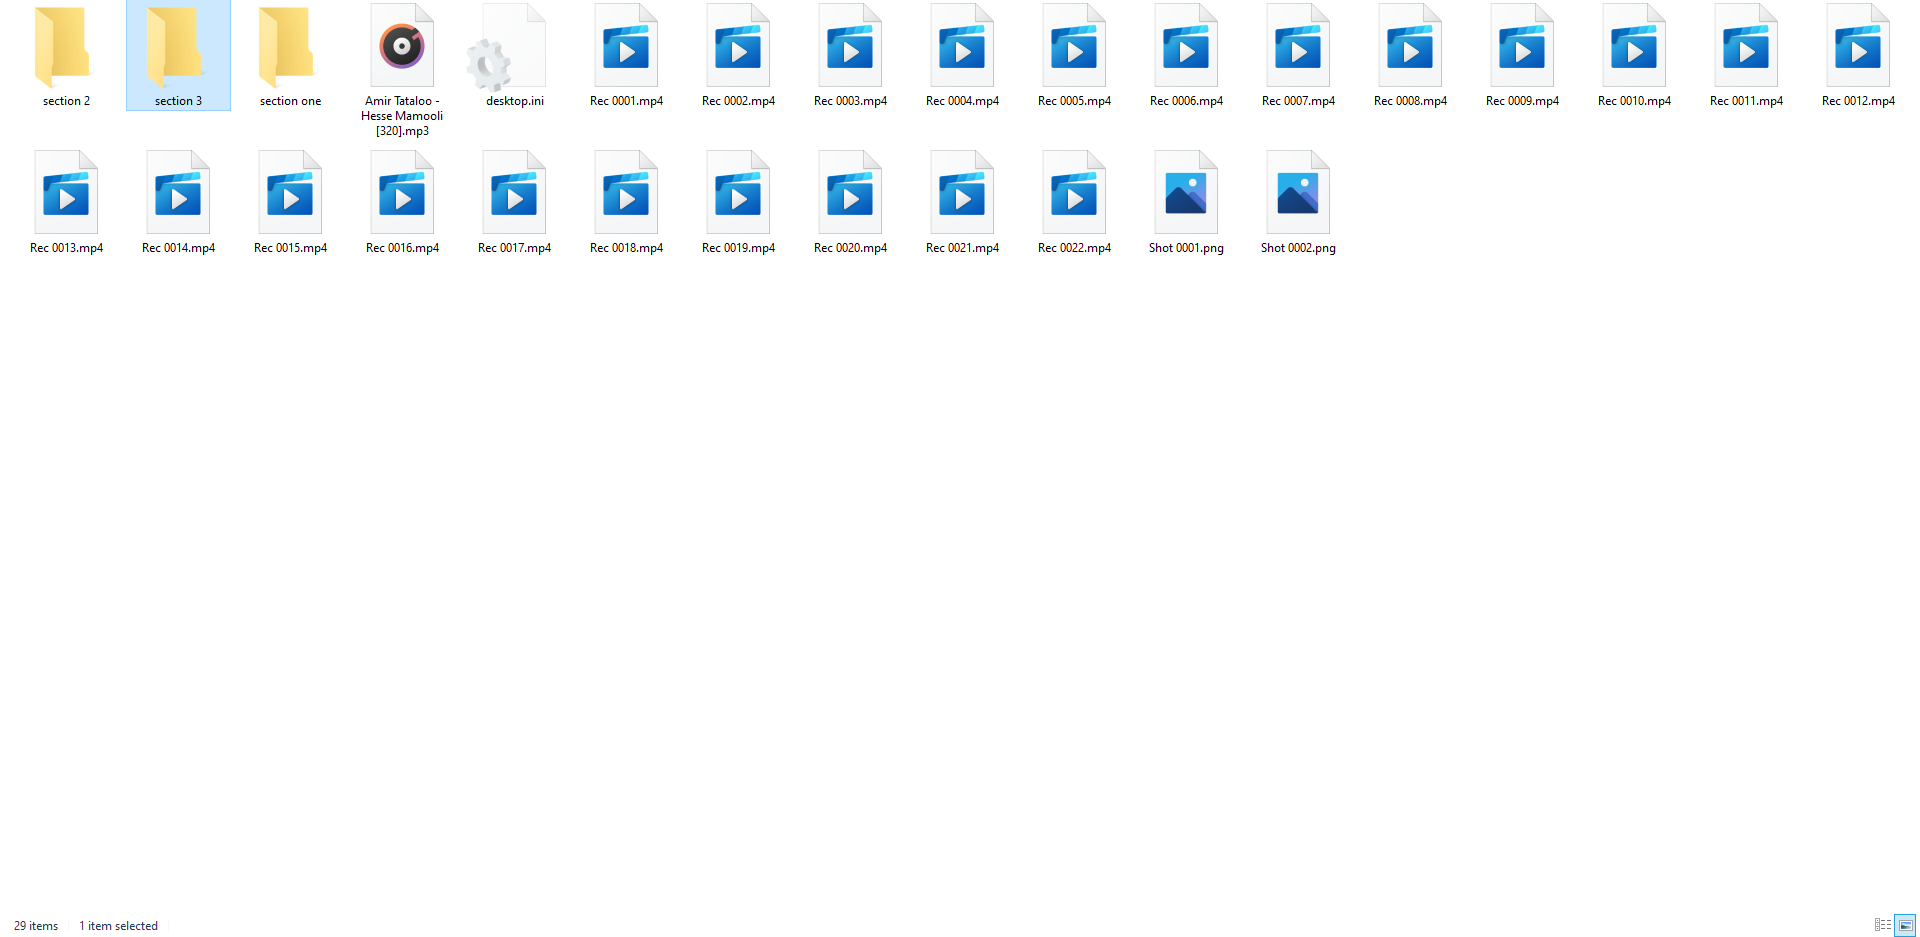 section 2
section 3
section one
Amir Tataloo -
Hesse Mamooli
[320].mp3
desktop.ini
Rec 0001.mp4
Rec 0002.mp4
Rec 0003.mp4
Rec 0004.mp4
Rec 0005.mp4
Rec 0006.mp4
Rec 0007.mp4
Rec 0008.mp4
Rec 0009.mp4
Rec 0010.mp4
Rec 0011.mp4
Rec 0012.mp4
Rec 0013.mp4
Rec 0014.mp4
Rec 0015.mp4
Rec 0016.mp4
Rec 0017.mp4
Rec 0018.mp4
Rec 0019.mp4
Rec 0020.mp4
Rec 0021.mp4
Rec 0022.mp4
Shot 0001.png
Shot 0002.png
29 items
1 item selected